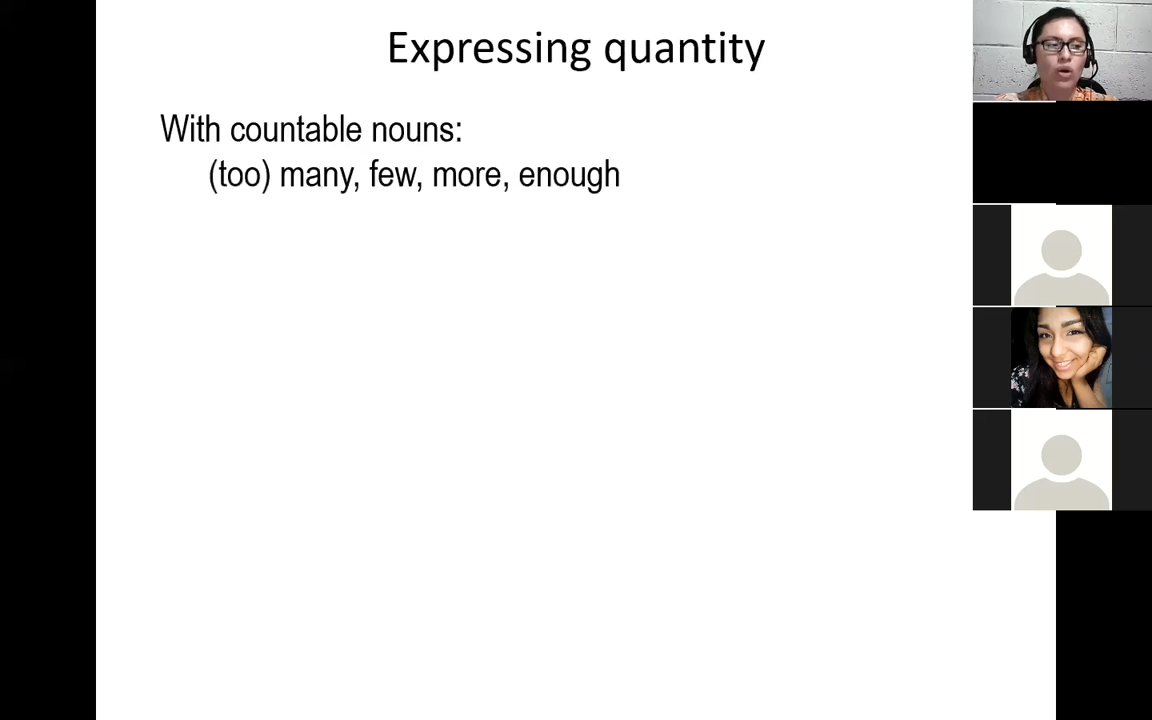 Expressing quantity
With countable nouns:
(too) many, few, more, enough